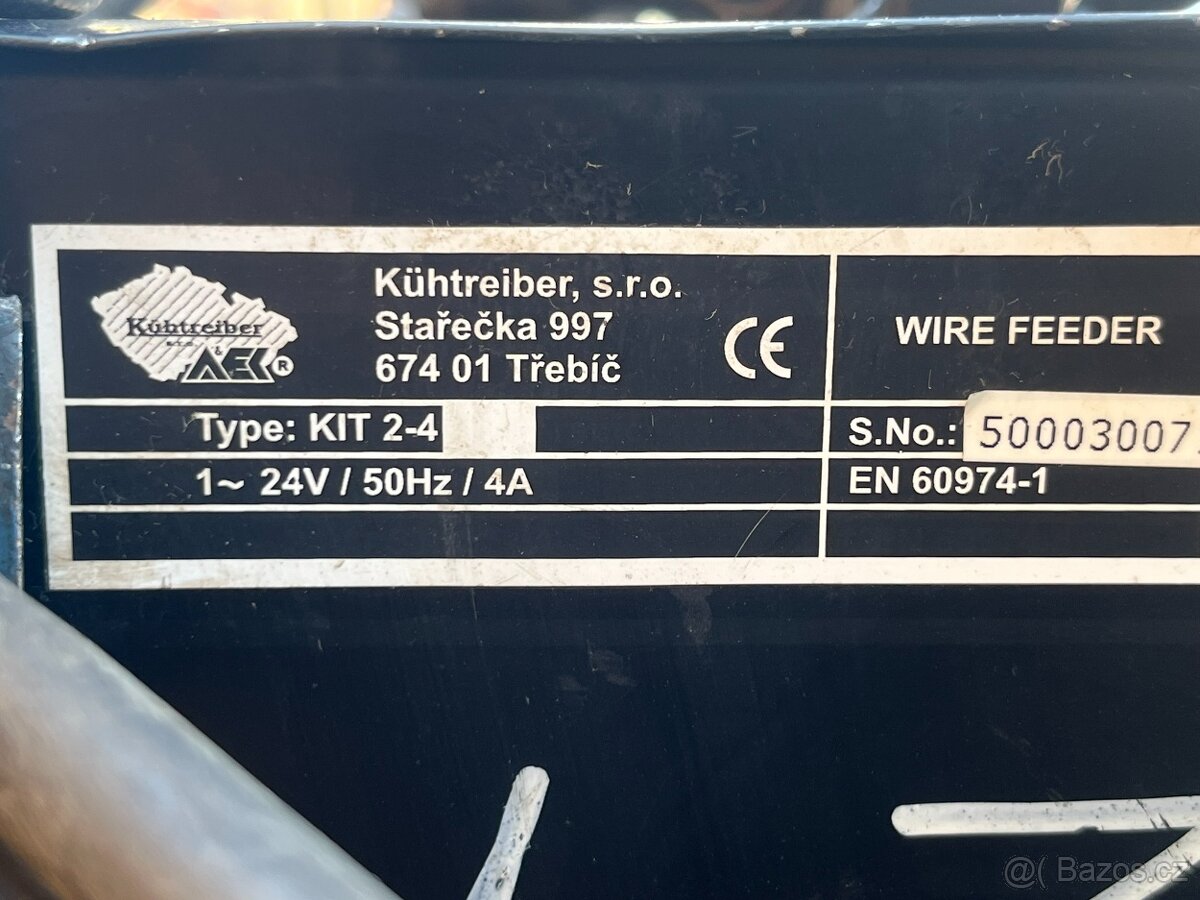 Kühtreiber
s.r.o.
&
AEK®
Kühtreiber, s.r.o.
Stařečka 997
674 01 Třebíč
CE
WIRE FEEDER
Type: KIT 2-4
S.No.: 50003007
1~ 24V / 50Hz / 4A
EN 60974-1
@( Bazos.cz